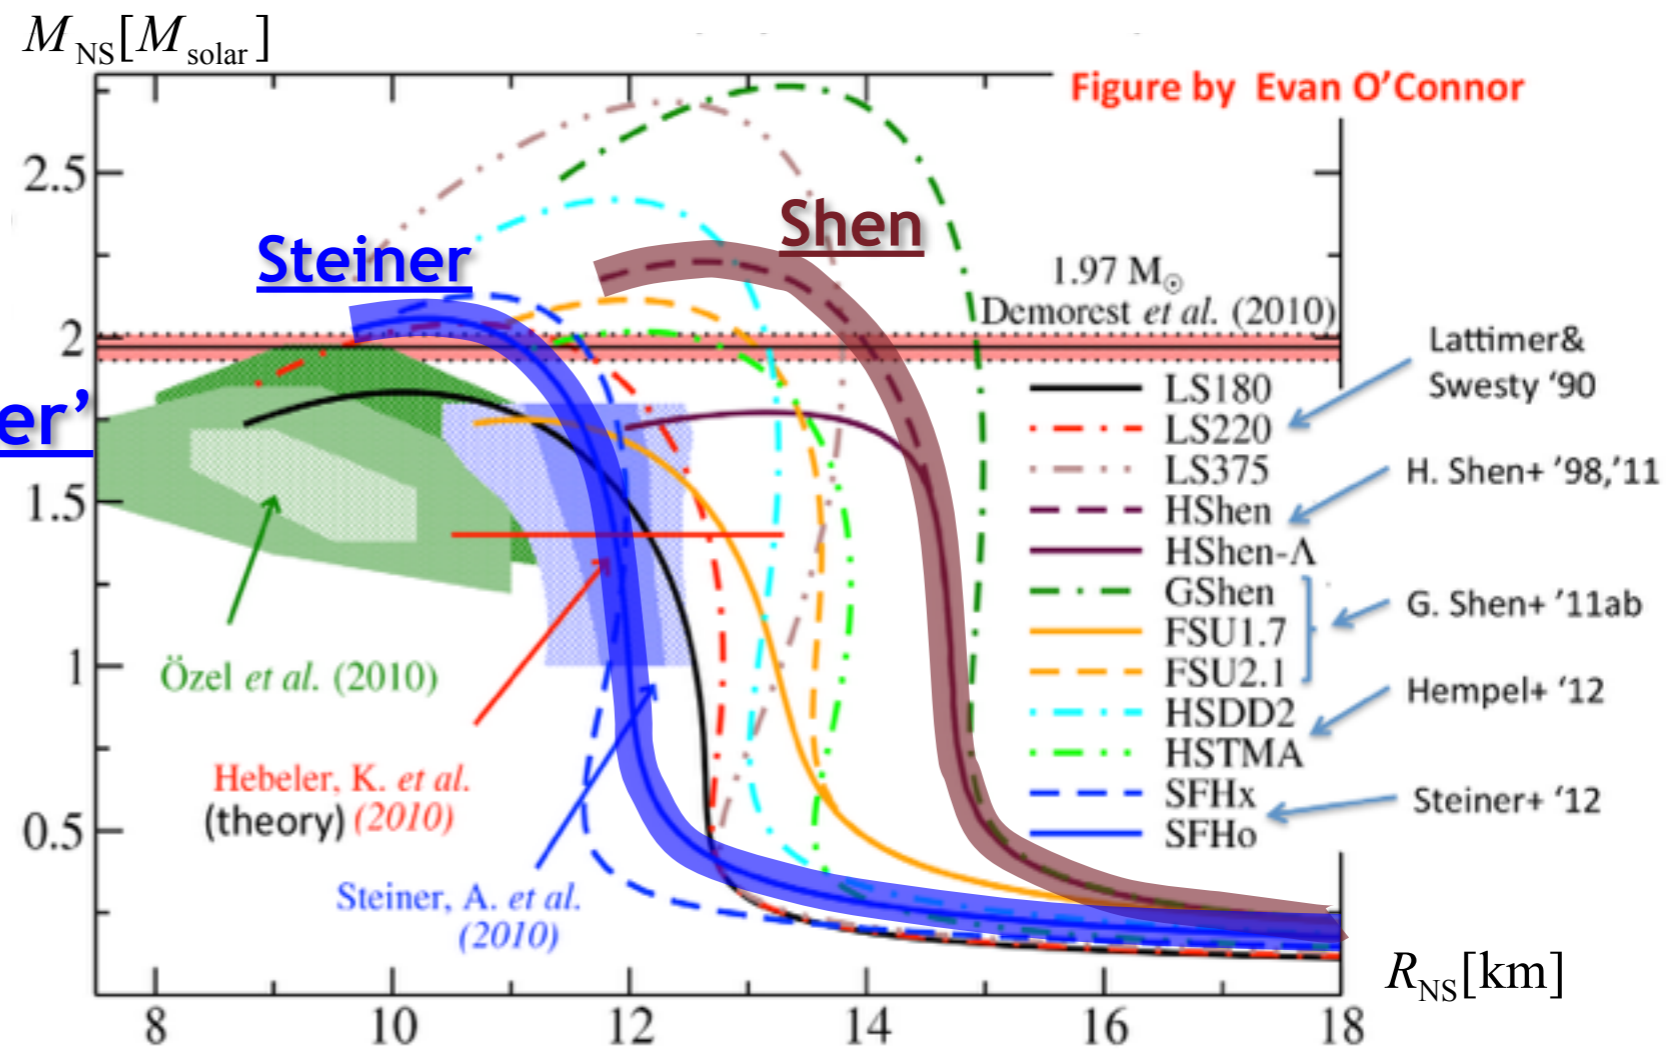 M_NS[M_solar]
Figure by Evan O'Connor
2.5
2
1.5
1
0.5
Steiner
Shen
er'
1.97 M⊙
Demorest et al. (2010)
Lattimer&
Swesty '90
LS180
LS220
LS375
HShen
HShen-Λ
GShen
FSU1.7
FSU2.1
HSDD2
HSTMA
SFHx
SFHo
H. Shen+ '98,'11
G. Shen+ '11ab
Hempel+ '12
Steiner+ '12
Özel et al. (2010)
Hebeler, K. et al.
(theory) (2010)
Steiner, A. et al.
(2010)
R_NS[km]
8 10 12 14 16 18